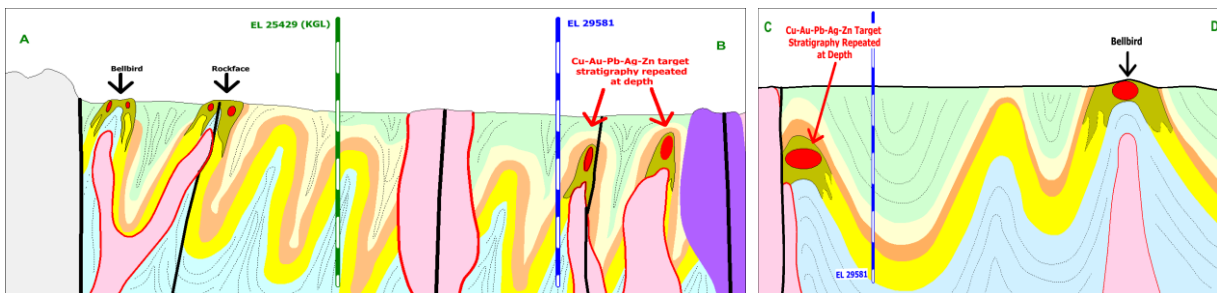 EL 25429 (KGL)
EL 29581
A
B
Bellbird
Rockface
Cu-Au-Pb-Ag-Zn target
stratigraphy repeated
at depth
C
D
Cu-Au-Pb-Ag-Zn Target
Stratigraphy Repeated
at Depth
Bellbird
EL 29581